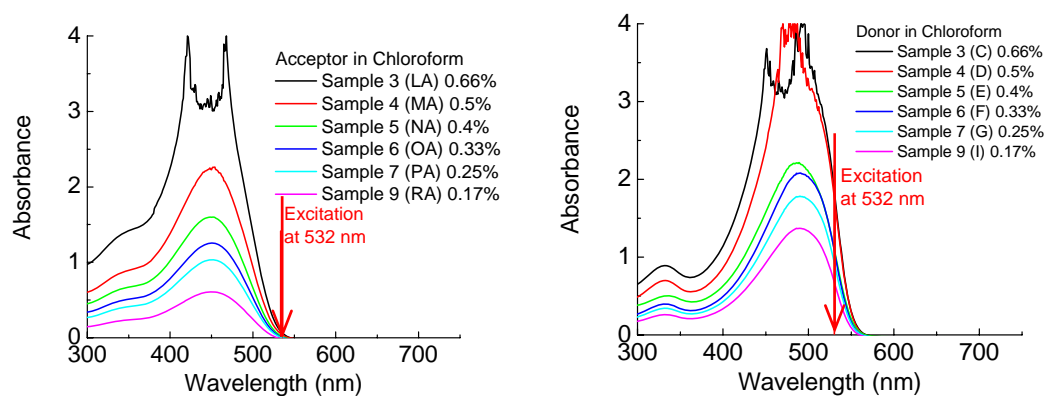 Acceptor in Chloroform
Sample 3 (LA) 0.66%
Sample 4 (MA) 0.5%
Sample 5 (NA) 0.4%
Sample 6 (OA) 0.33%
Sample 7 (PA) 0.25%
Sample 9 (RA) 0.17%
Excitation
at 532 nm
Absorbance
4
3
2
1
0
300 400 500 600 700
Wavelength (nm)
Donor in Chloroform
Sample 3 (C) 0.66%
Sample 4 (D) 0.5%
Sample 5 (E) 0.4%
Sample 6 (F) 0.33%
Sample 7 (G) 0.25%
Sample 9 (I) 0.17%
Excitation
at 532 nm
Absorbance
4
3
2
1
0
300 400 500 600 700
Wavelength (nm)